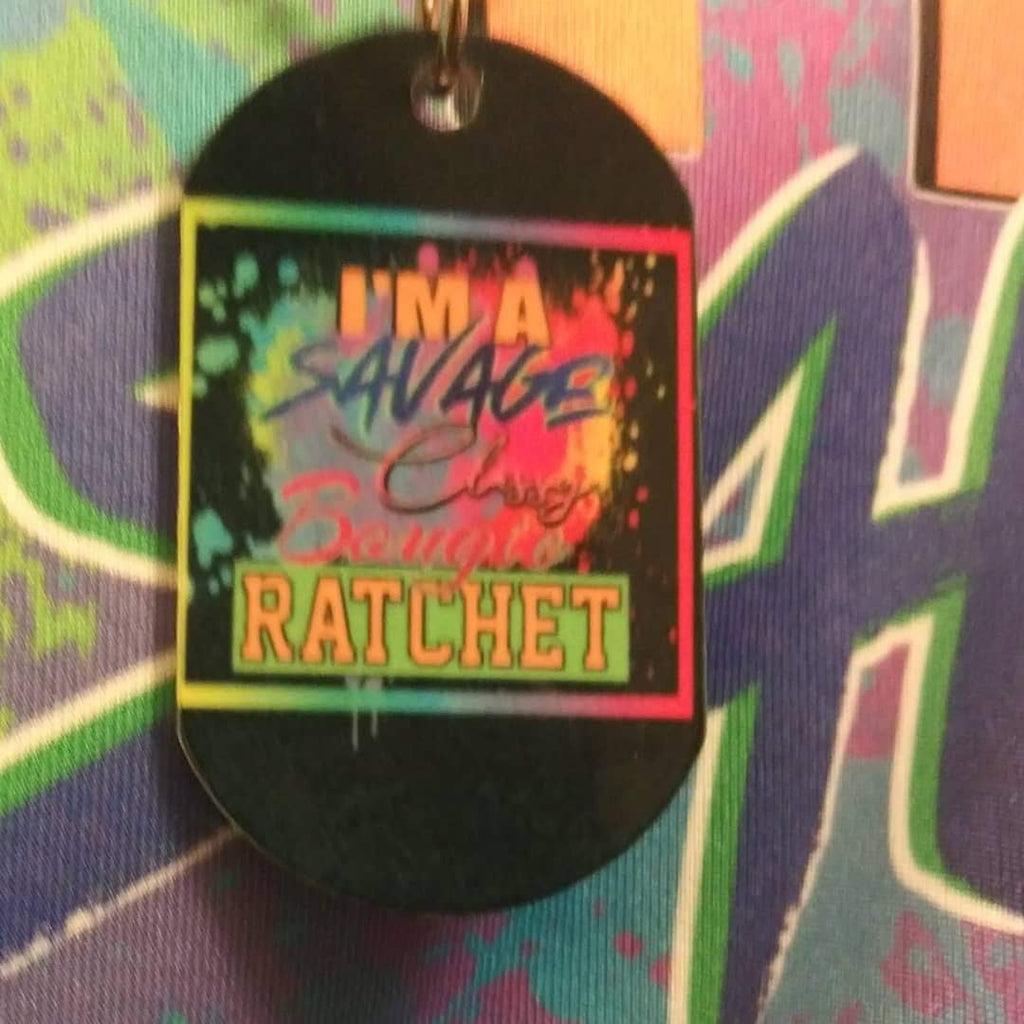 I'M A
SAVAGE
Classy
Bougie
RATCHET